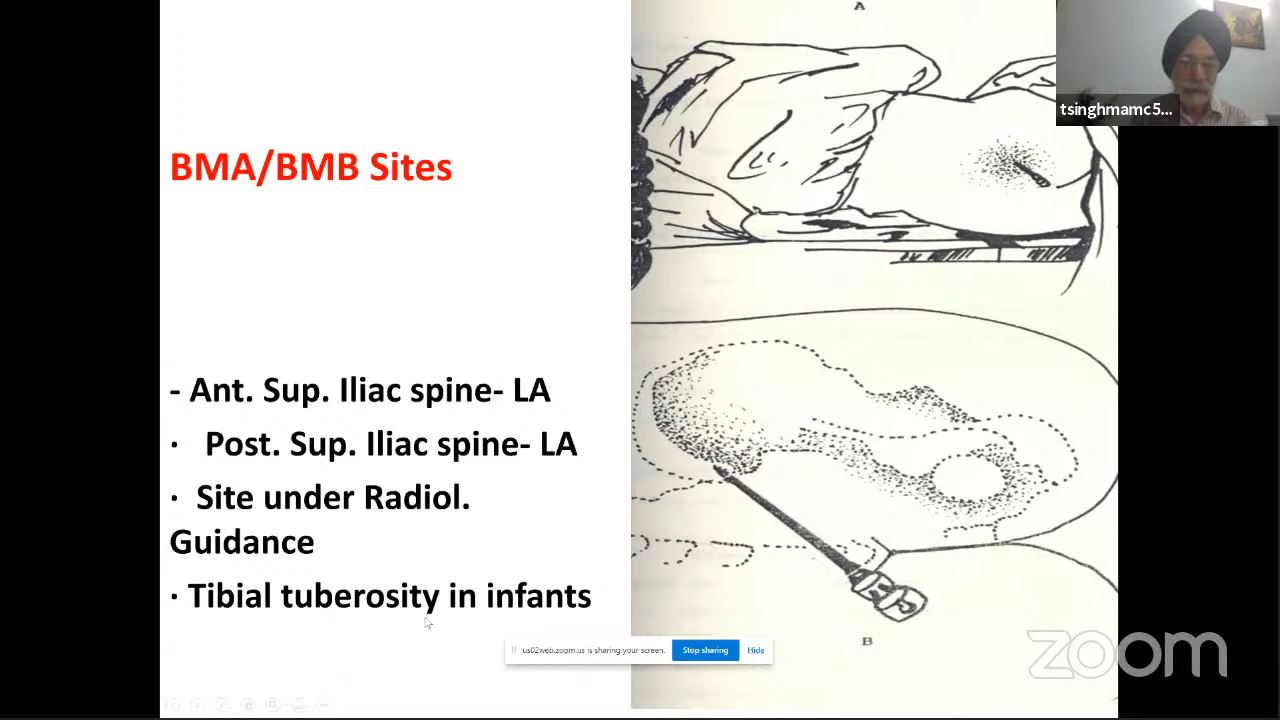 A
tsinghmamc5...
BMA/BMB Sites
- Ant. Sup. Iliac spine- LA
· Post. Sup. Iliac spine- LA
· Site under Radiol.
Guidance
· Tibial tuberosity in infants
B
us02web.zoom.us is sharing your screen. Stop sharing Hide
zoom